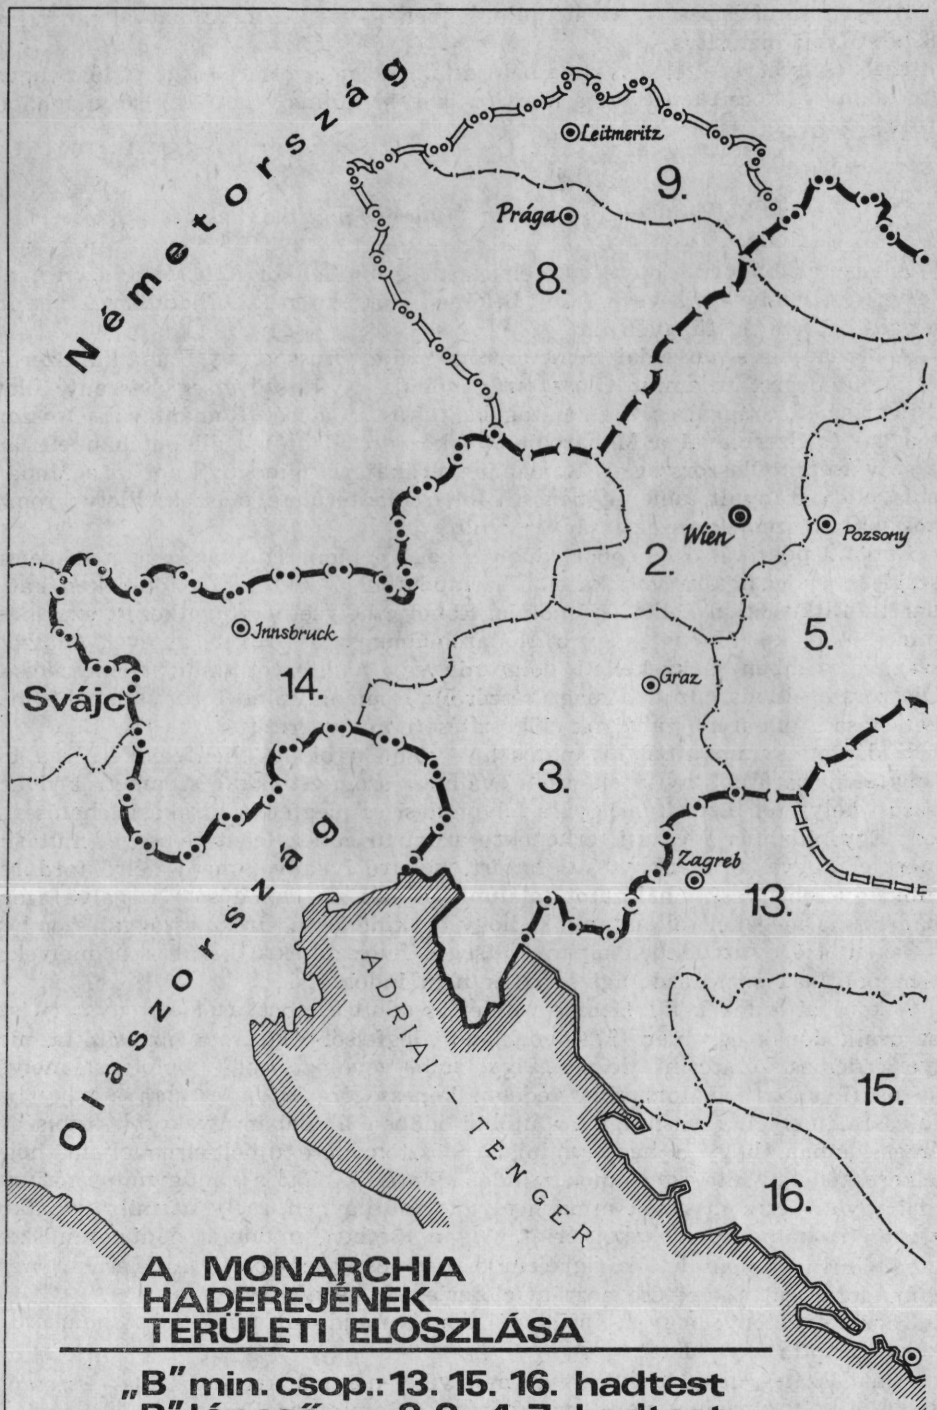 Németország
Leitmeritz
9.
Prága
8.
Wien
Pozsony
2.
Innsbruck
5.
Graz
14.
Svájc
3.
Zagreb
13.
Olaszország
ADRIAI-TENGER
15.
16.
A MONARCHIA
HADEREJÉNEK
TERÜLETI ELOSZLÁSA
„B” min. csop.: 13. 15. 16. hadtest